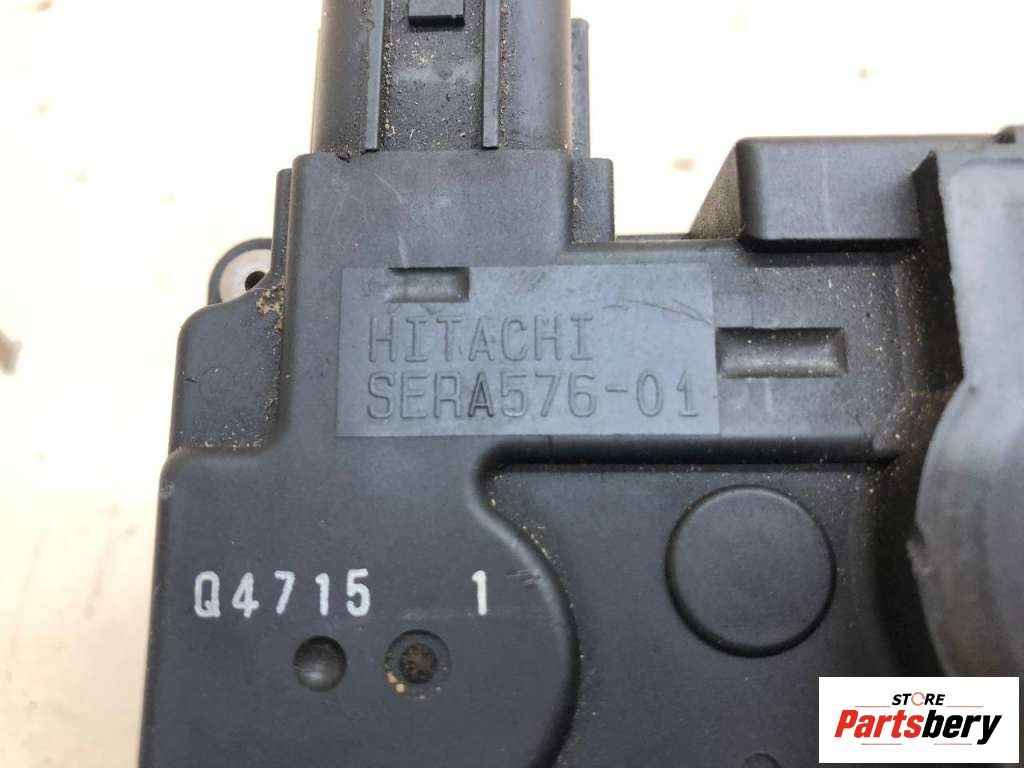 HITACHI
SERA576-01
Q4715 1
STORE
Partsbery